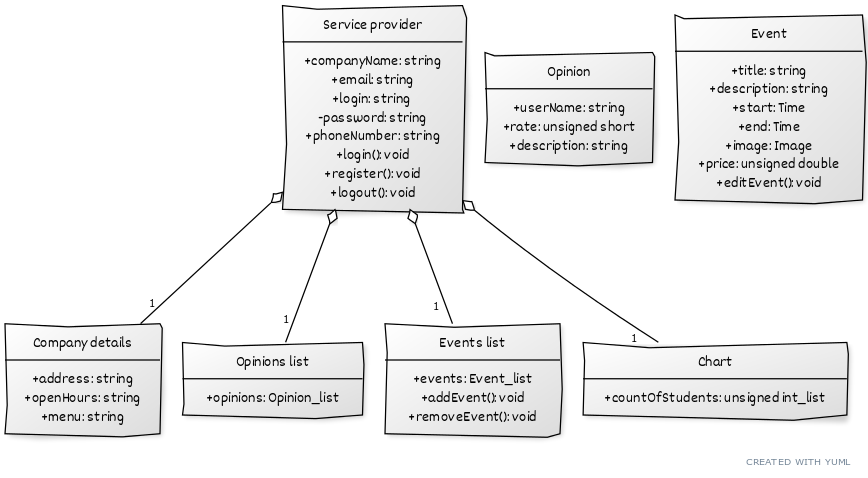 Service provider
+companyName: string
+email: string
+login: string
-password: string
+phoneNumber: string
+login(): void
+register(): void
+logout(): void
Opinion
+userName: string
+rate: unsigned short
+description: string
Event
+title: string
+description: string
+start: Time
+end: Time
+image: Image
+price: unsigned double
+editEvent(): void
1
1
1
1
Company details
+address: string
+openHours: string
+menu: string
Opinions list
+opinions: Opinion_list
Events list
+events: Event_list
+addEvent(): void
+removeEvent(): void
Chart
+countOfStudents: unsigned int_list
CREATED WITH YUML